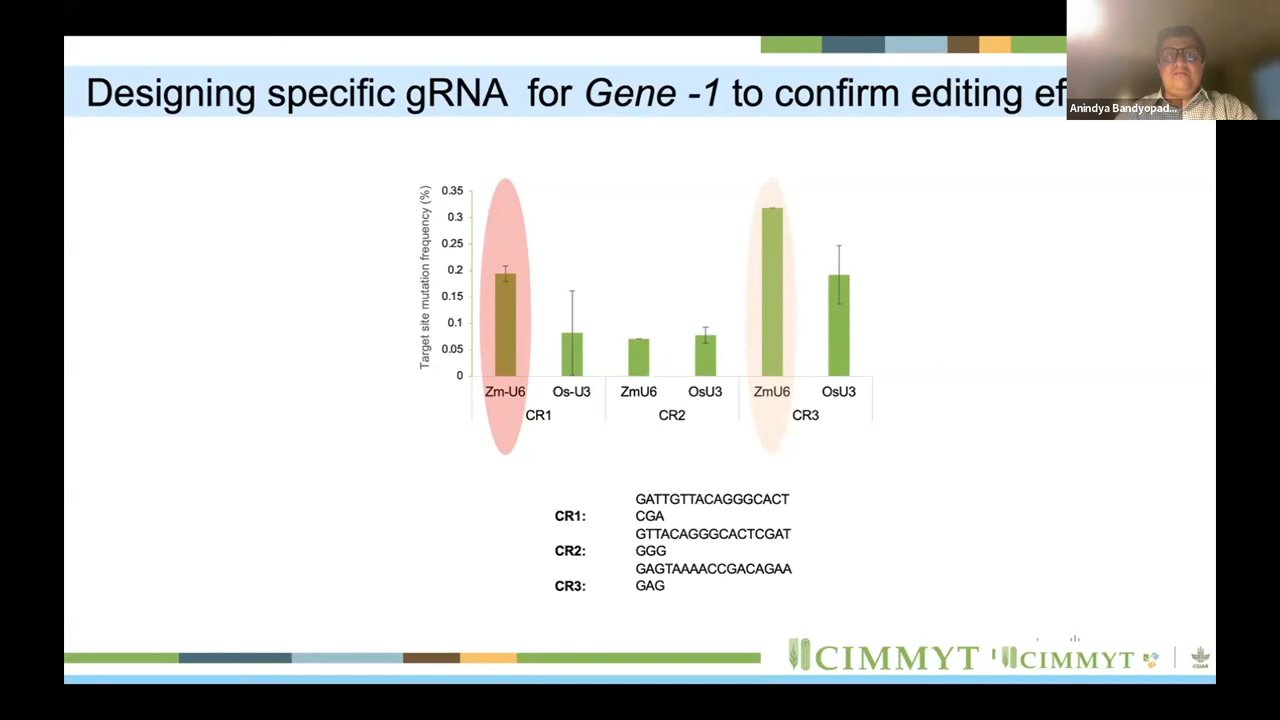 Designing specific gRNA for Gene -1 to confirm editing ef
Anindya Bandyopad...
Target site mutation frequency (%)
0.35
0.3
0.25
0.2
0.15
0.1
0.05
0
Zm-U6 Os-U3 ZmU6 OsU3 ZmU6 OsU3
CR1 CR2 CR3
GATTGTTACAGGGCACT
CR1: CGA
GTTACAGGGCACTCGAT
CR2: GGG
GAGTAAAACCGACAGAA
CR3: GAG
CIMMYT CIMMYT CGIAR